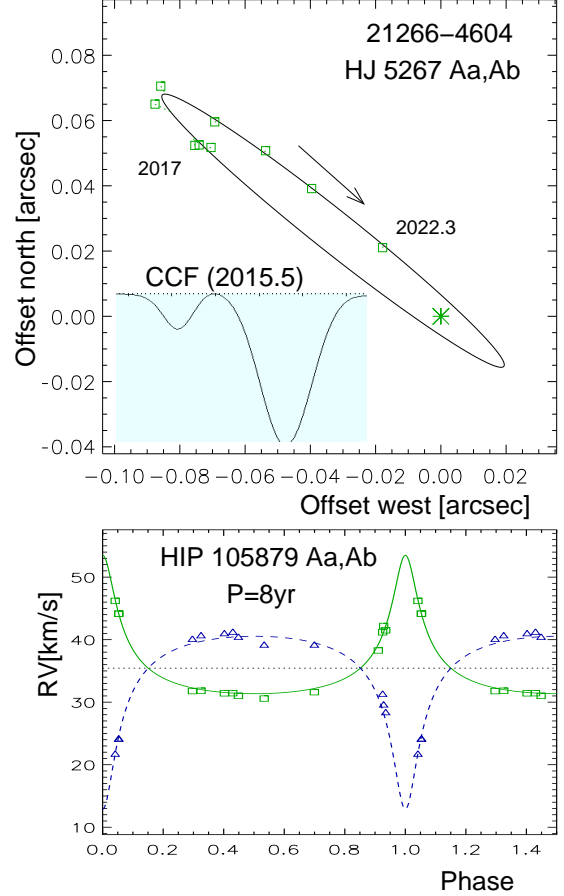 21266−4604
HJ 5267 Aa,Ab
0.08
0.06
0.04
0.02
0.00
-0.02
-0.04
Offset north [arcsec]
2017
2022.3
CCF (2015.5)
−0.10 −0.08 −0.06 −0.04 −0.02 0.00 0.02
Offset west [arcsec]
HIP 105879 Aa,Ab
P=8yr
50
40
30
20
10
RV[km/s]
0.0 0.2 0.4 0.6 0.8 1.0 1.2 1.4
Phase